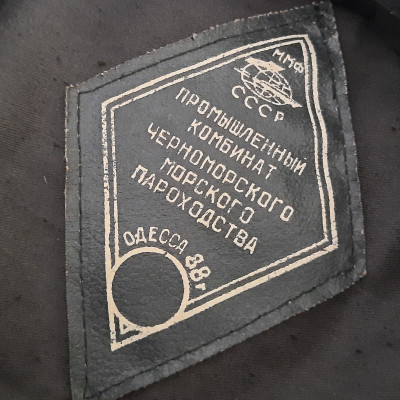 ММФ
СССР
ПРОМЫШЛЕННЫЙ
КОМБИНАТ
ЧЕРНОМОРСКОГО
МОРСКОГО
ПАРОХОДСТВА
ОДЕССА 88г